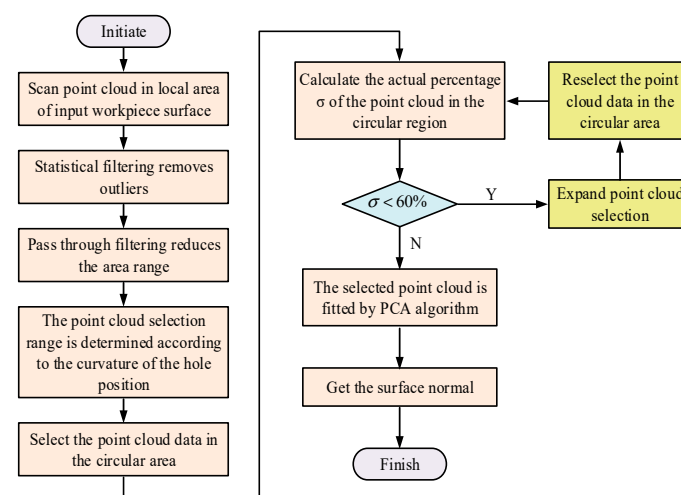 Initiate
Scan point cloud in local area
of input workpiece surface
Statistical filtering removes
outliers
Pass through filtering reduces
the area range
The point cloud selection
range is determined according
to the curvature of the hole
position
Select the point cloud data in
the circular area
Calculate the actual percentage
σ of the point cloud in the
circular region
σ < 60%
Y
N
Expand point cloud
selection
Reselect the point
cloud data in the
circular area
The selected point cloud is
fitted by PCA algorithm
Get the surface normal
Finish